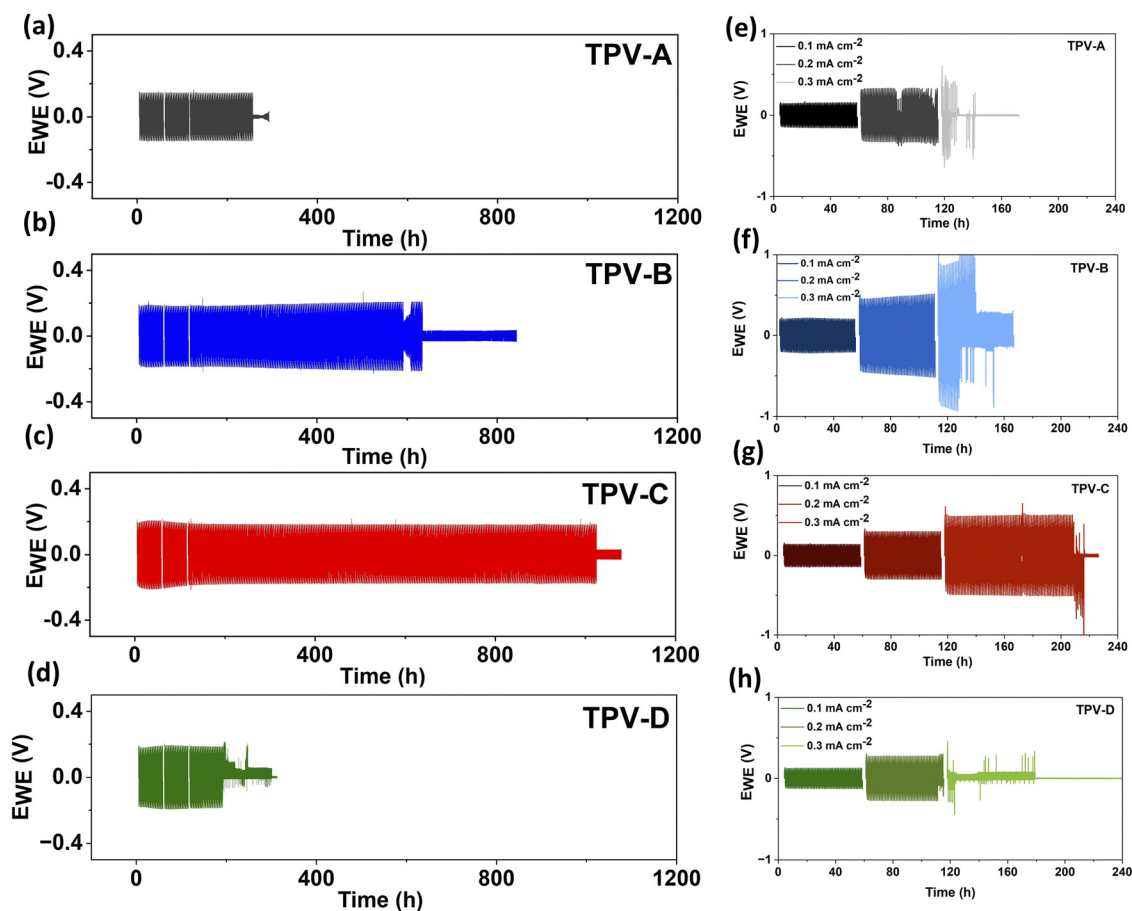 (a)
0.4
0.0
-0.4
EWE (V)
TPV-A
0 400 800 1200
Time (h)
(b)
0.4
0.0
-0.4
EWE (V)
TPV-B
0 400 800 1200
Time (h)
(c)
0.4
0.0
-0.4
EWE (V)
TPV-C
0 400 800 1200
Time (h)
(d)
0.4
0.0
−0.4
EWE (V)
TPV-D
0 400 800 1200
Time (h)
(e)
1
0
-1
EWE (V)
0.1 mA cm-2
0.2 mA cm-2
0.3 mA cm-2
TPV-A
0 40 80 120 160 200 240
Time (h)
(f)
1
0
-1
EWE (V)
0.1 mA cm-2
0.2 mA cm-2
0.3 mA cm-2
TPV-B
0 40 80 120 160 200 240
Time (h)
(g)
1
0
-1
EWE (V)
0.1 mA cm-2
0.2 mA cm-2
0.3 mA cm-2
TPV-C
0 40 80 120 160 200 240
Time (h)
(h)
1
0
−1
EWE (V)
0.1 mA cm-2
0.2 mA cm-2
0.3 mA cm-2
TPV-D
0 40 80 120 160 200 240
Time (h)